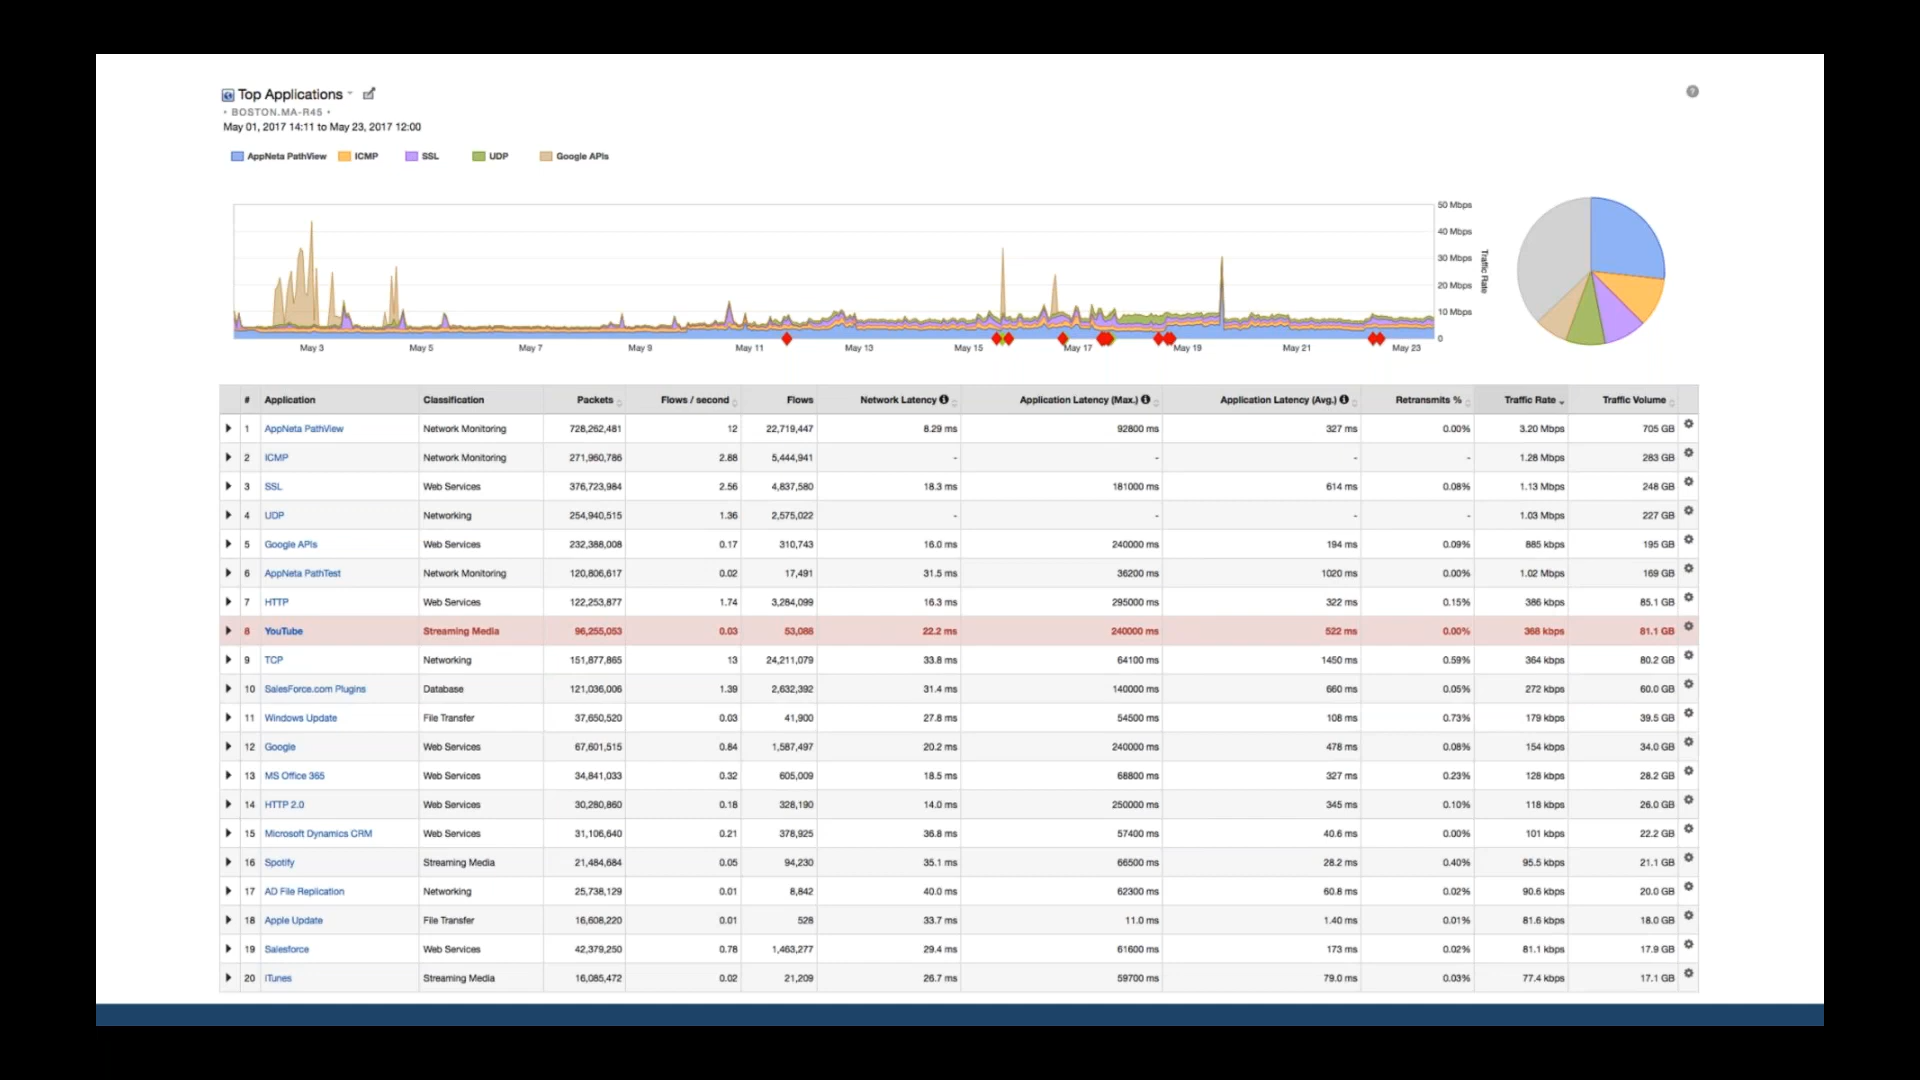 Top Applications
• BOSTON.MA-R45 •
May 01, 2017 14:11 to May 23, 2017 12:00
AppNeta PathView ICMP SSL UDP Google APIs
50 Mbps
40 Mbps
30 Mbps
20 Mbps
10 Mbps
0
Traffic Rate
May 3 May 5 May 7 May 9 May 11 May 13 May 15 May 17 May 19 May 21 May 23
# Application Classification Packets Flows / second Flows Network Latency Application Latency (Max.) Application Latency (Avg.) Retransmits % Traffic Rate Traffic Volume
1 AppNeta PathView Network Monitoring 728,262,481 12 22,719,447 8.29 ms 92800 ms 327 ms 0.00% 3.20 Mbps 705 GB
2 ICMP Network Monitoring 271,960,786 2.88 5,444,941 - - - - 1.28 Mbps 283 GB
3 SSL Web Services 376,723,984 2.56 4,837,580 18.3 ms 181000 ms 614 ms 0.08% 1.13 Mbps 248 GB
4 UDP Networking 254,940,515 1.36 2,575,022 - - - - 1.03 Mbps 227 GB
5 Google APIs Web Services 232,388,008 0.17 310,743 16.0 ms 240000 ms 194 ms 0.09% 885 kbps 195 GB
6 AppNeta PathTest Network Monitoring 120,806,617 0.02 17,491 31.5 ms 36200 ms 1020 ms 0.00% 1.02 Mbps 169 GB
7 HTTP Web Services 122,253,877 1.74 3,284,099 16.3 ms 295000 ms 322 ms 0.15% 386 kbps 85.1 GB
8 YouTube Streaming Media 96,255,053 0.03 53,088 22.2 ms 240000 ms 522 ms 0.00% 368 kbps 81.1 GB
9 TCP Networking 151,877,865 13 24,211,079 33.8 ms 64100 ms 1450 ms 0.59% 364 kbps 80.2 GB
10 SalesForce.com Plugins Database 121,036,006 1.39 2,632,392 31.4 ms 140000 ms 660 ms 0.05% 272 kbps 60.0 GB
11 Windows Update File Transfer 37,650,520 0.03 41,900 27.8 ms 54500 ms 108 ms 0.73% 179 kbps 39.5 GB
12 Google Web Services 67,601,515 0.84 1,587,497 20.2 ms 240000 ms 478 ms 0.08% 154 kbps 34.0 GB
13 MS Office 365 Web Services 34,841,033 0.32 605,009 18.5 ms 68800 ms 327 ms 0.23% 128 kbps 28.2 GB
14 HTTP 2.0 Web Services 30,280,860 0.18 328,190 14.0 ms 250000 ms 345 ms 0.10% 118 kbps 26.0 GB
15 Microsoft Dynamics CRM Web Services 31,106,640 0.21 378,925 36.8 ms 57400 ms 40.6 ms 0.00% 101 kbps 22.2 GB
16 Spotify Streaming Media 21,484,684 0.05 94,230 35.1 ms 66500 ms 28.2 ms 0.40% 95.5 kbps 21.1 GB
17 AD File Replication Networking 25,738,129 0.01 8,842 40.0 ms 62300 ms 60.8 ms 0.02% 90.6 kbps 20.0 GB
18 Apple Update File Transfer 16,608,220 0.01 528 33.7 ms 11.0 ms 1.40 ms 0.01% 81.6 kbps 18.0 GB
19 Salesforce Web Services 42,379,250 0.78 1,463,277 29.4 ms 61600 ms 173 ms 0.02% 81.1 kbps 17.9 GB
20 iTunes Streaming Media 16,085,472 0.02 21,209 26.7 ms 59700 ms 79.0 ms 0.03% 77.4 kbps 17.1 GB